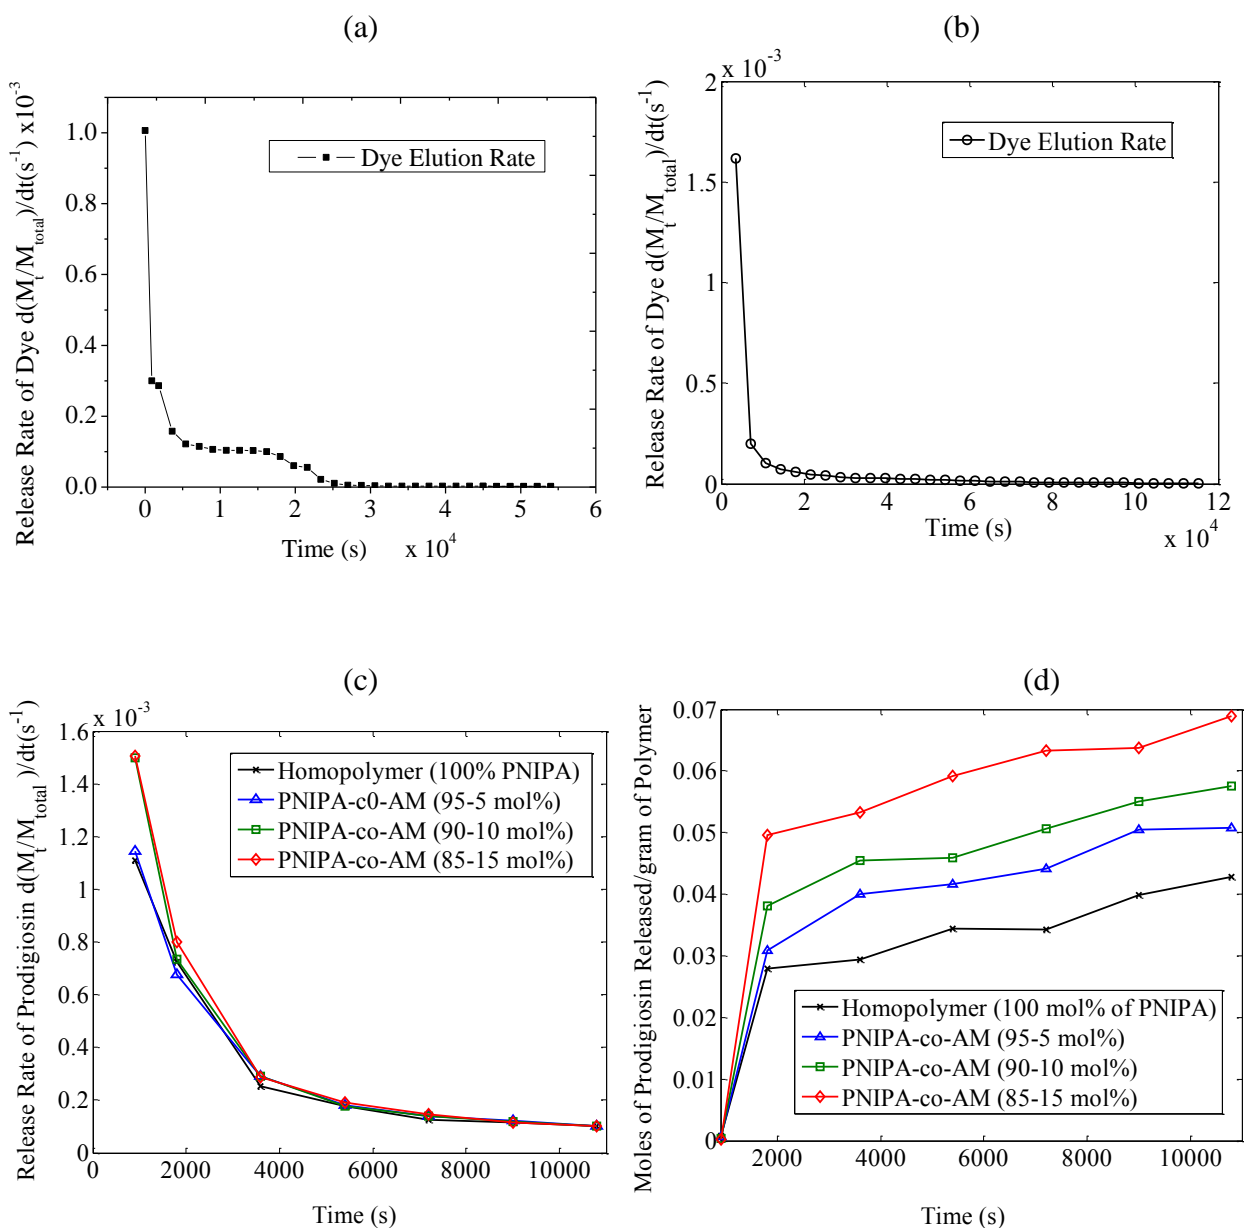 (a)
Release Rate of Dye d(M_t/M_total)/dt(s^-1) x10^-3
1.0
0.8
0.6
0.4
0.2
0.0
Dye Elution Rate
0 1 2 3 4 5 6
Time (s) x 10^4
(b)
Release Rate of Dye d(M_t/M_total)/dt(s^-1)
x 10^-3
2
1.5
1
0.5
0
Dye Elution Rate
0 2 4 6 8 10 12
Time (s)
x 10^4
(c)
Release Rate of Prodigiosin d(M_t/M_total)/dt(s^-1)
x 10^-3
1.6
1.4
1.2
1
0.8
0.6
0.4
0.2
0
Homopolymer (100% PNIPA)
PNIPA-c0-AM (95-5 mol%)
PNIPA-co-AM (90-10 mol%)
PNIPA-co-AM (85-15 mol%)
0 2000 4000 6000 8000 10000
Time (s)
(d)
Moles of Prodigiosin Released/gram of Polymer
0.07
0.06
0.05
0.04
0.03
0.02
0.01
0
Homopolymer (100 mol% of PNIPA)
PNIPA-co-AM (95-5 mol%)
PNIPA-co-AM (90-10 mol%)
PNIPA-co-AM (85-15 mol%)
2000 4000 6000 8000 10000
Time (s)